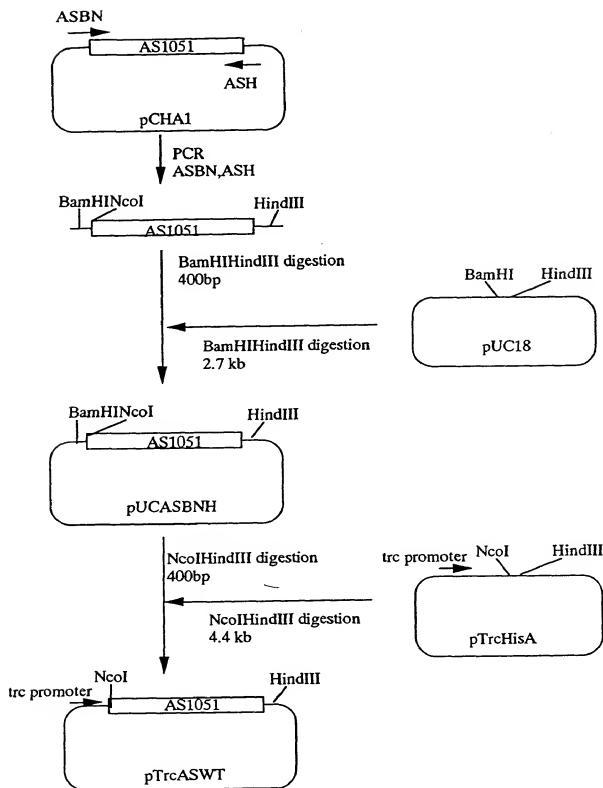 ASBN
AS1051
ASH
pCHA1
PCR
ASBN,ASH
BamHINcoI
HindIII
AS1051
BamHIHindIII digestion
400bp
BamHI
HindIII
BamHIHindIII digestion
2.7 kb
pUC18
BamHINcoI
HindIII
AS1051
pUCASBNH
NcoIHindIII digestion
400bp
trc promoter
NcoI
HindIII
NcoIHindIII digestion
4.4 kb
pTrcHisA
NcoI
HindIII
trc promoter
AS1051
pTrcASWT